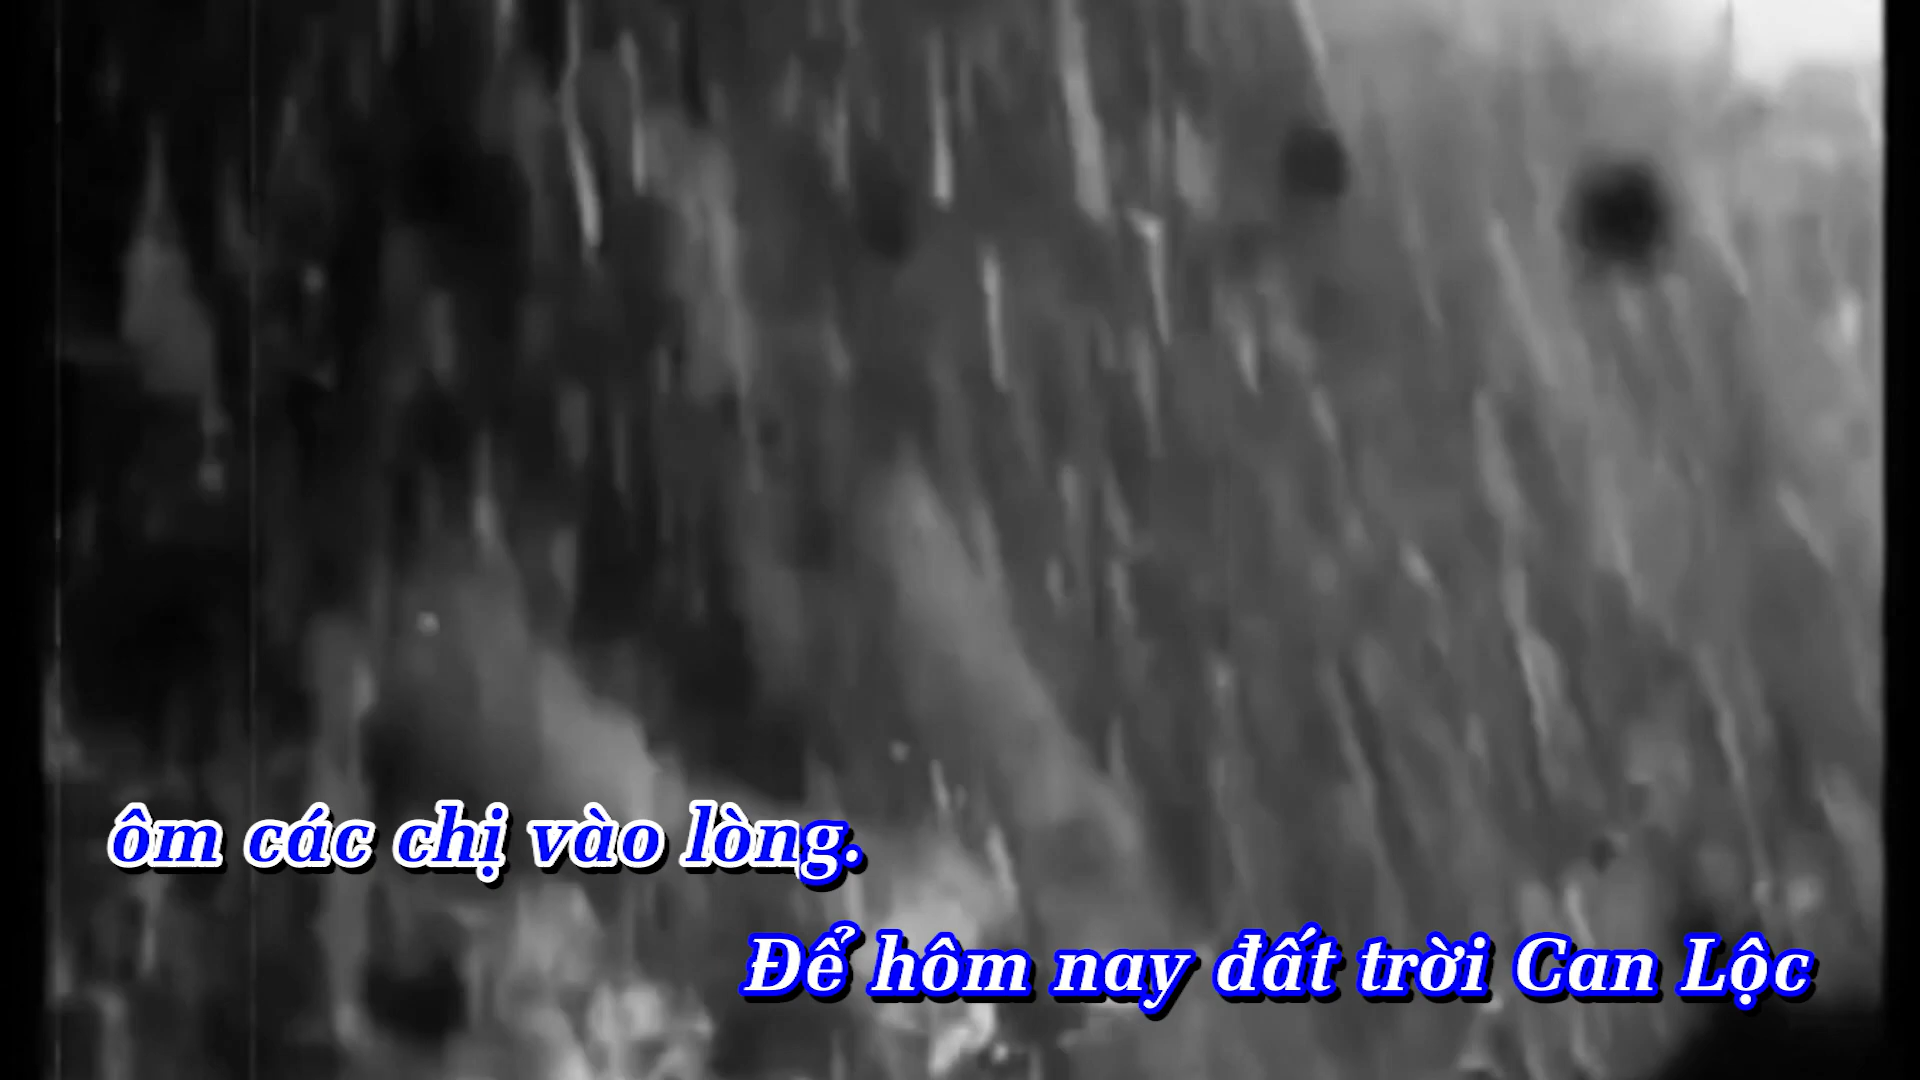 ôm các chị vào lòng.
Để hôm nay đất trời Can Lộc